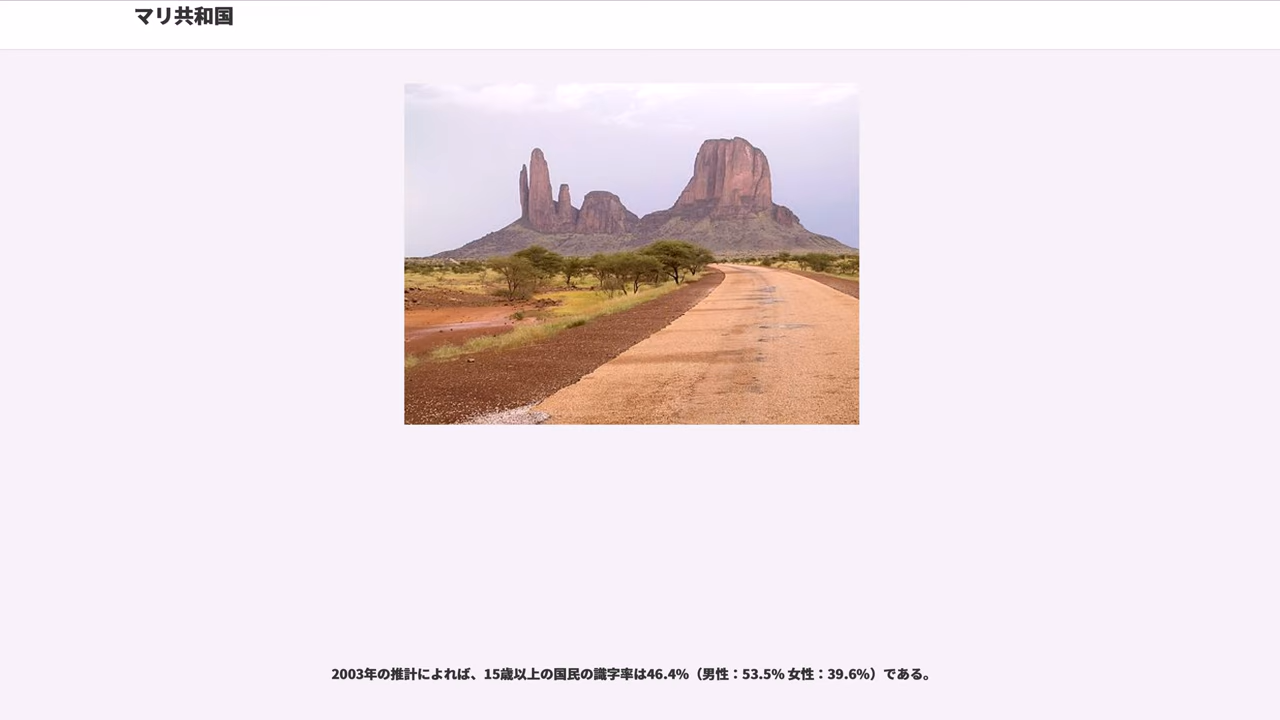 マリ共和国
2003年の推計によれば、15歳以上の国民の識字率は46.4%（男性：53.5% 女性：39.6%）である。